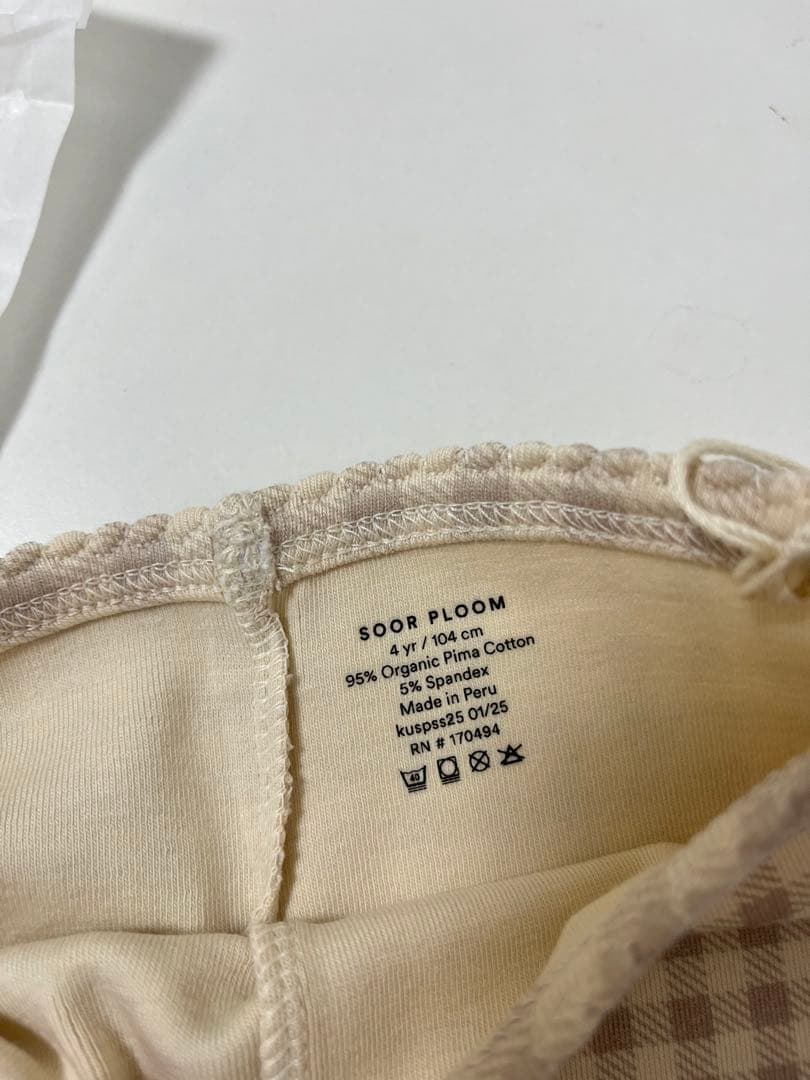 SOOR PLOOM
4 yr / 104 cm
95% Organic Pima Cotton
5% Spandex
Made in Peru
kuspss25 01/25
RN # 170494
40